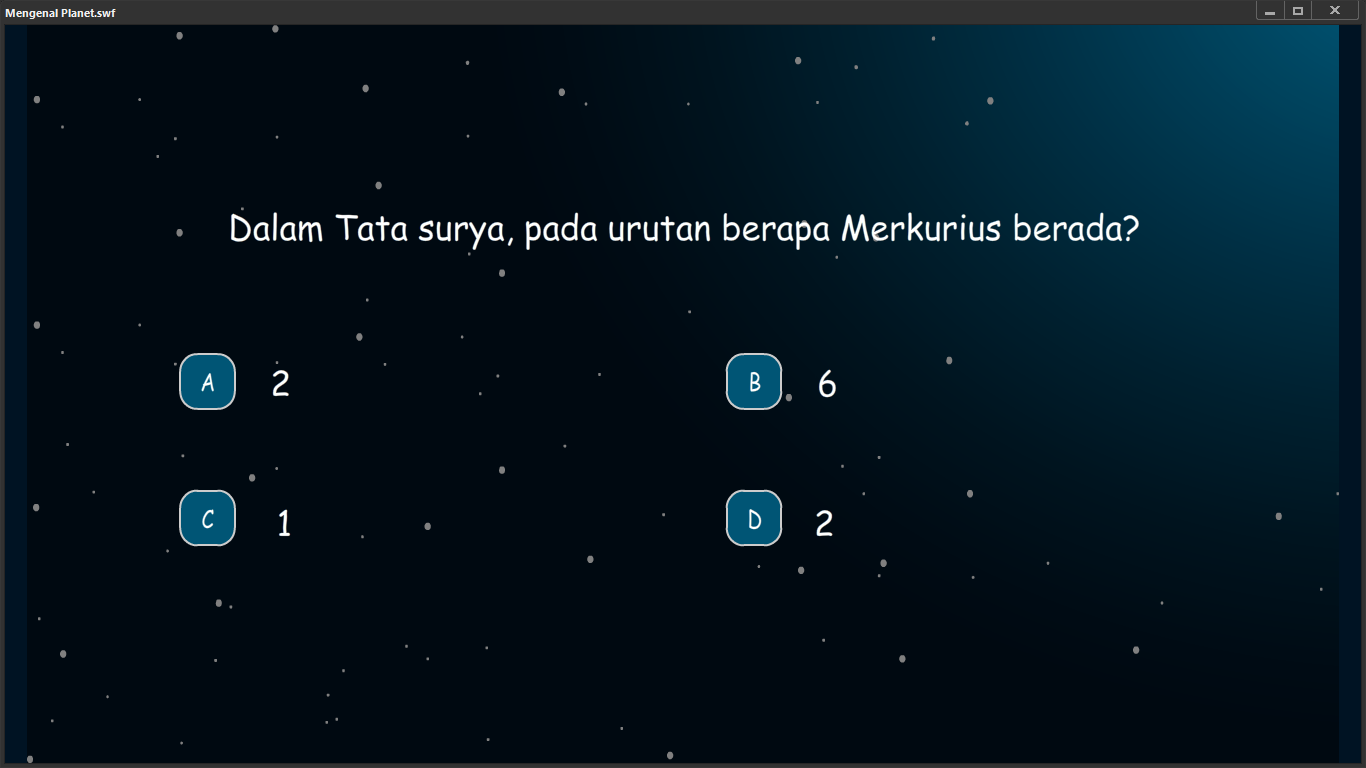 Mengenal Planet.swf
Dalam Tata surya, pada urutan berapa Merkurius berada?
A 2
B 6
C 1
D 2